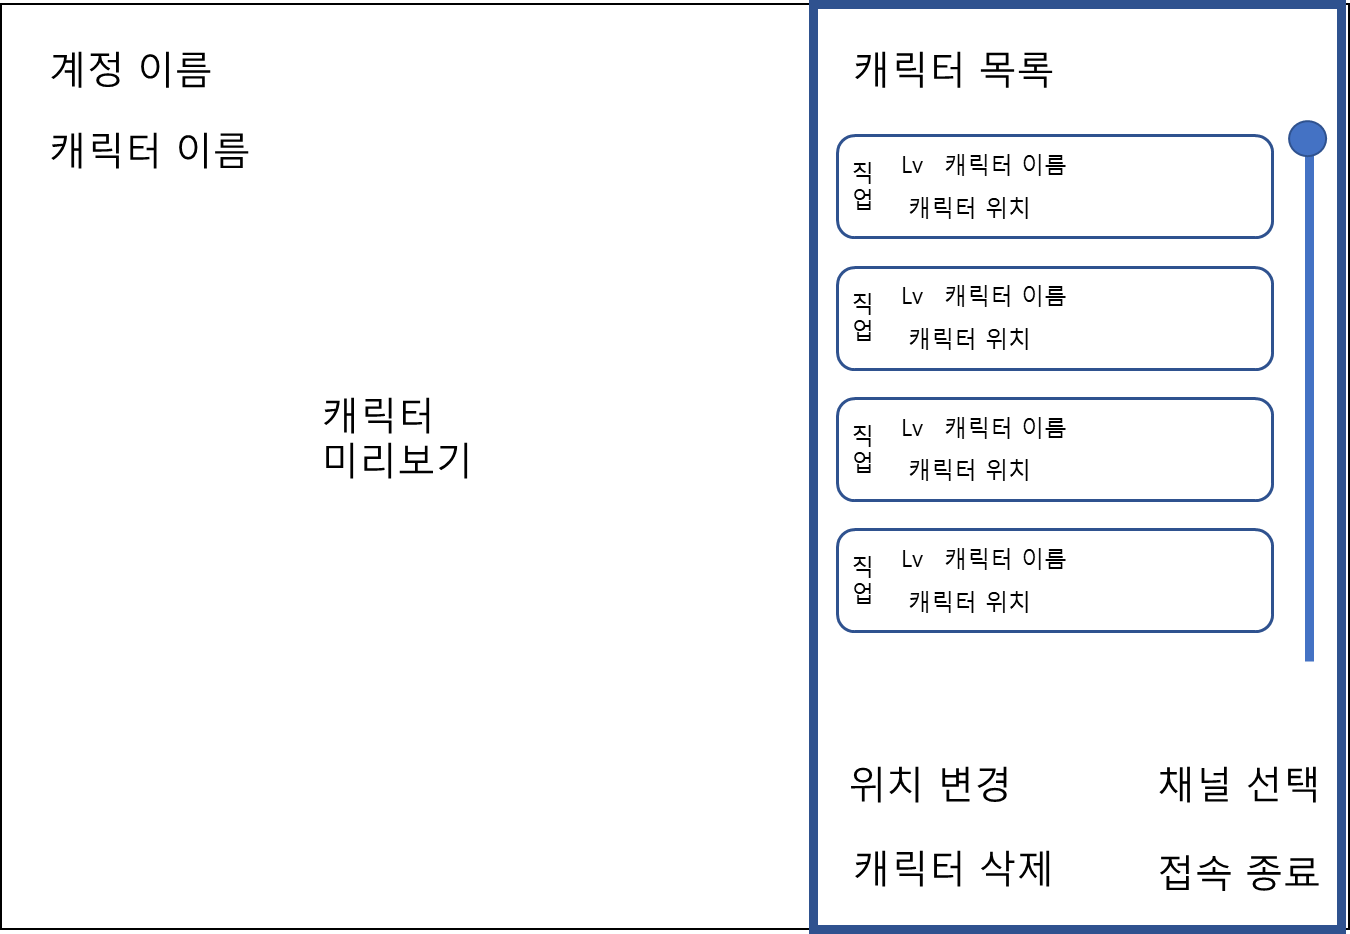 계정 이름
캐릭터 이름
캐릭터
미리보기
캐릭터 목록
직업
Lv 캐릭터 이름
캐릭터 위치
직업
Lv 캐릭터 이름
캐릭터 위치
직업
Lv 캐릭터 이름
캐릭터 위치
직업
Lv 캐릭터 이름
캐릭터 위치
위치 변경
채널 선택
캐릭터 삭제
접속 종료